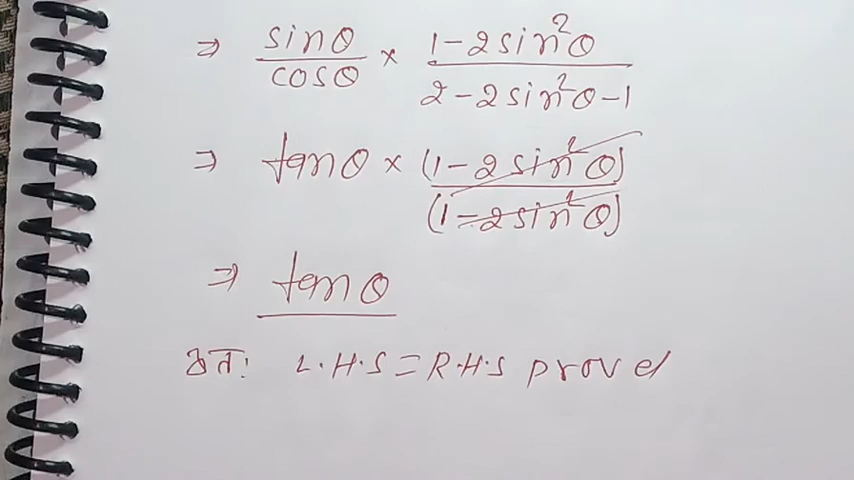 ⇒ sinθ/cosθ × (1-2sin²θ)/(2-2sin²θ-1)
⇒ tanθ × (1-2sin²θ)/(1-2sin²θ)
⇒ tanθ
अतः L.H.S = R.H.S proved